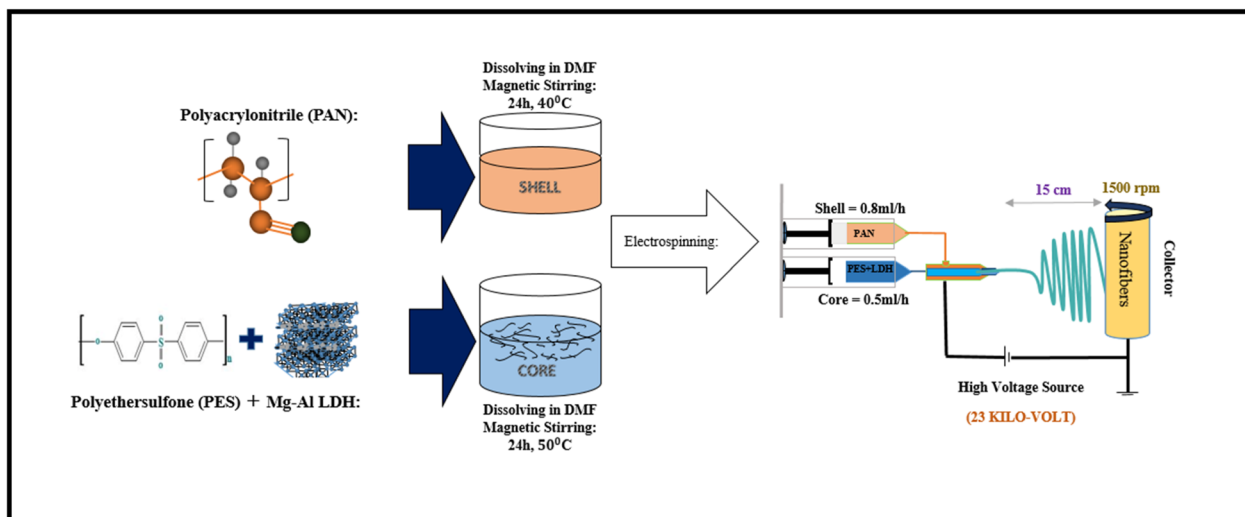 Polyacrylonitrile (PAN):
Dissolving in DMF
Magnetic Stirring:
24h, 40⁰C
SHELL
O
O
S
O
n
Polyethersulfone (PES) + Mg-Al LDH:
CORE
Dissolving in DMF
Magnetic Stirring:
24h, 50⁰C
Electrospinning:
Shell = 0.8ml/h
PAN
PES+LDH
Core = 0.5ml/h
15 cm
1500 rpm
Nanofibers
Collector
High Voltage Source
(23 KILO-VOLT)